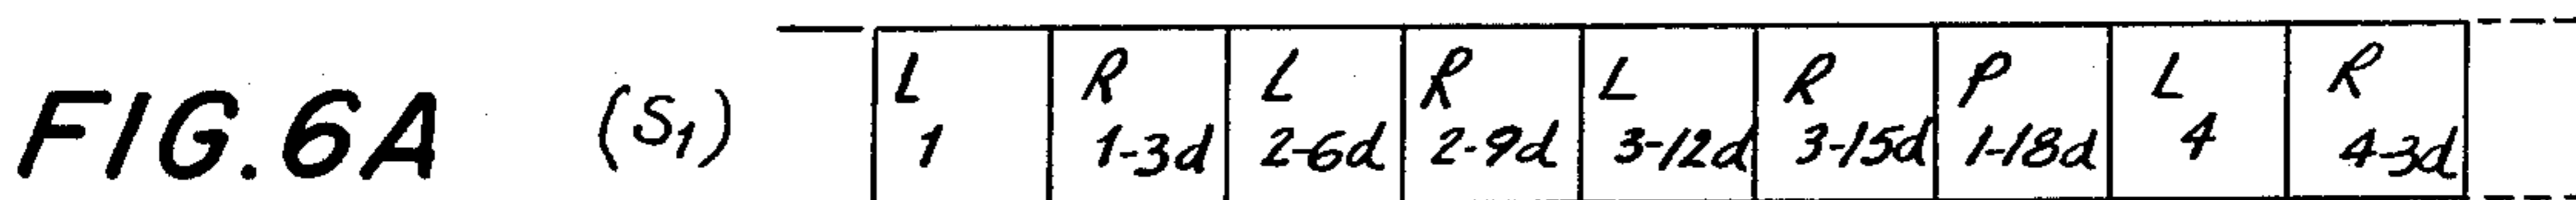 FIG.6A (S1)
L R L R L R P L R
1 1-3d 2-6d 2-9d 3-12d 3-15d 1-18d 4 4-3d